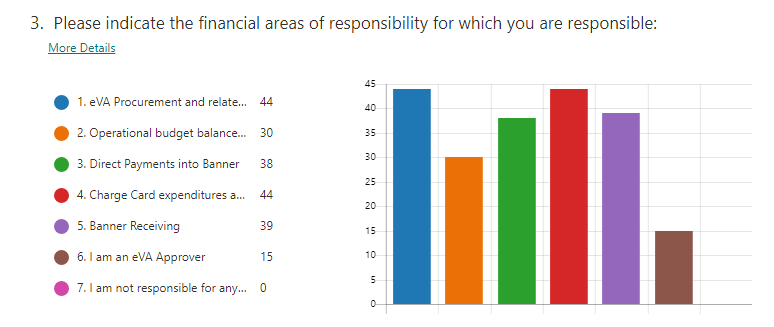 3. Please indicate the financial areas of responsibility for which you are responsible:
More Details
1. eVA Procurement and relate... 44
2. Operational budget balance... 30
3. Direct Payments into Banner 38
4. Charge Card expenditures a... 44
5. Banner Receiving 39
6. I am an eVA Approver 15
7. I am not responsible for any... 0
45
40
35
30
25
20
15
10
5
0